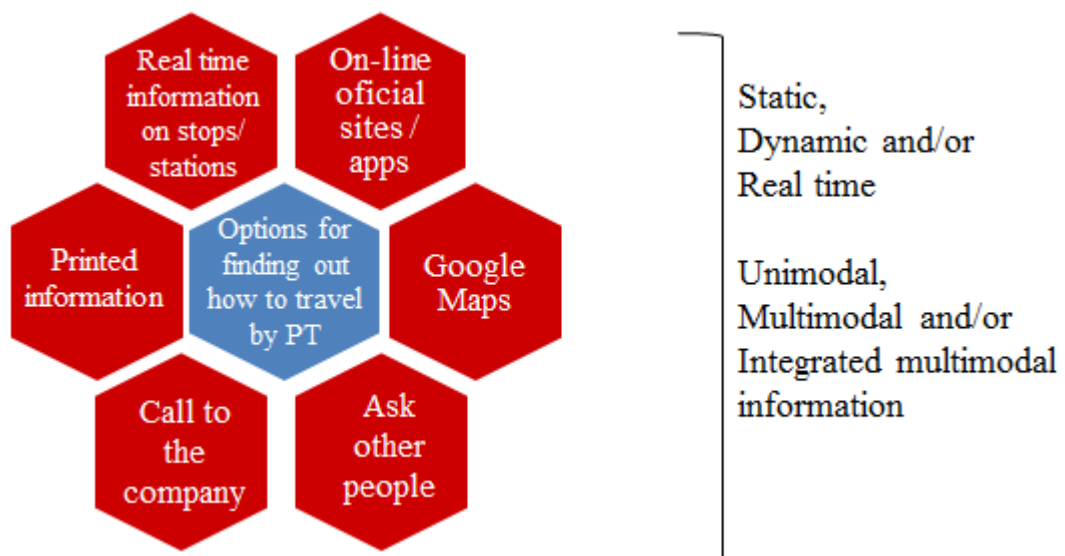 Real time
information
on stops/
stations
On-line
oficial
sites /
apps
Printed
information
Options for
finding out
how to travel
by PT
Google
Maps
Call to
the
company
Ask
other
people
Static,
Dynamic and/or
Real time
Unimodal,
Multimodal and/or
Integrated multimodal
information